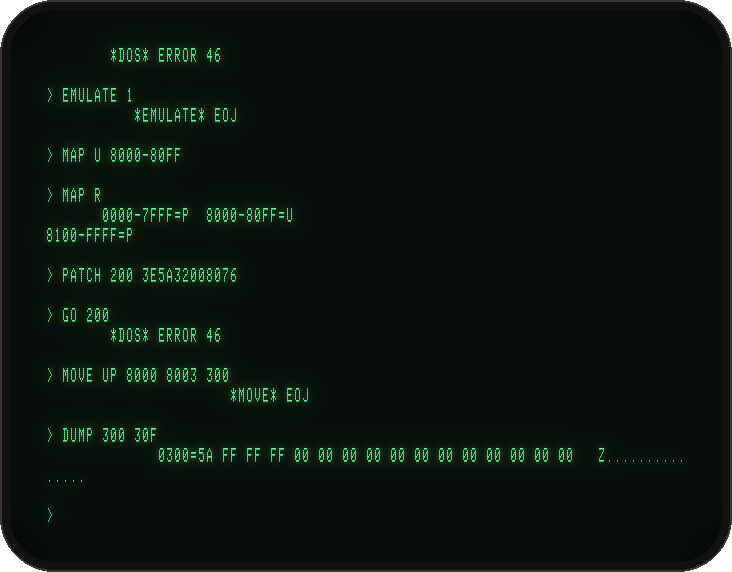 *DOS* ERROR 46
> EMULATE 1
*EMULATE* EOJ
> MAP U 8000-80FF
> MAP R
0000-7FFF=P  8000-80FF=U
8100-FFFF=P
> PATCH 200 3E5A32008076
> GO 200
*DOS* ERROR 46
> MOVE UP 8000 8003 300
*MOVE* EOJ
> DUMP 300 30F
0300=5A FF FF FF 00 00 00 00 00 00 00 00 00 00 00 00   Z..........
.....
>